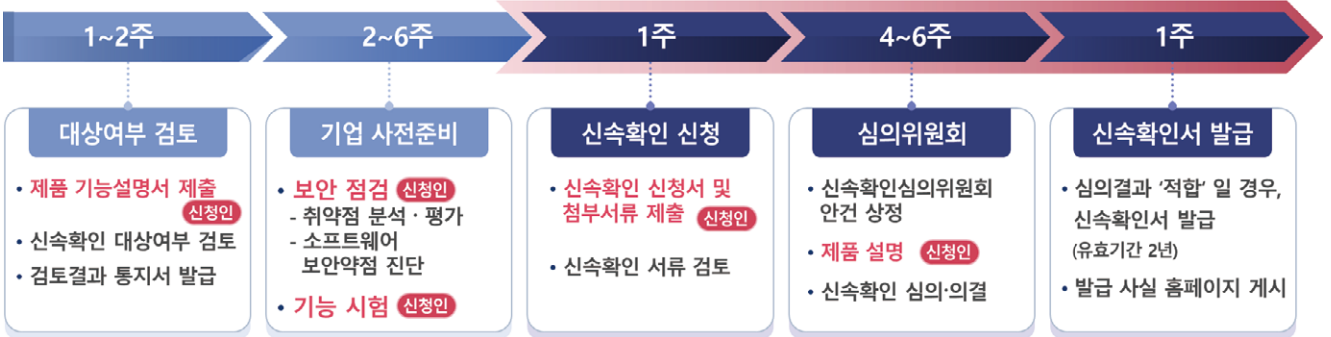 1~2주
2~6주
1주
4~6주
1주
대상여부 검토
• 제품 기능설명서 제출
신청인
• 신속확인 대상여부 검토
• 검토결과 통지서 발급
기업 사전준비
• 보안 점검 신청인
- 취약점 분석 · 평가
- 소프트웨어
보안약점 진단
• 기능 시험 신청인
신속확인 신청
• 신속확인 신청서 및
첨부서류 제출 신청인
• 신속확인 서류 검토
심의위원회
• 신속확인심의위원회
안건 상정
• 제품 설명 신청인
• 신속확인 심의·의결
신속확인서 발급
• 심의결과 ‘적합’ 일 경우,
신속확인서 발급
(유효기간 2년)
• 발급 사실 홈페이지 게시